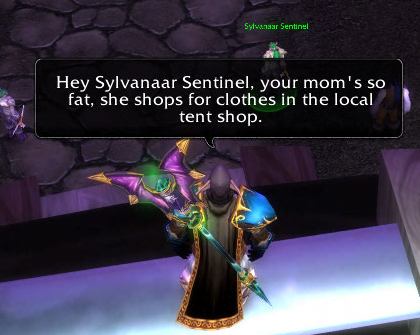 Sylvanaar Sentinel
Hey Sylvanaar Sentinel, your mom's so
fat, she shops for clothes in the local
tent shop.